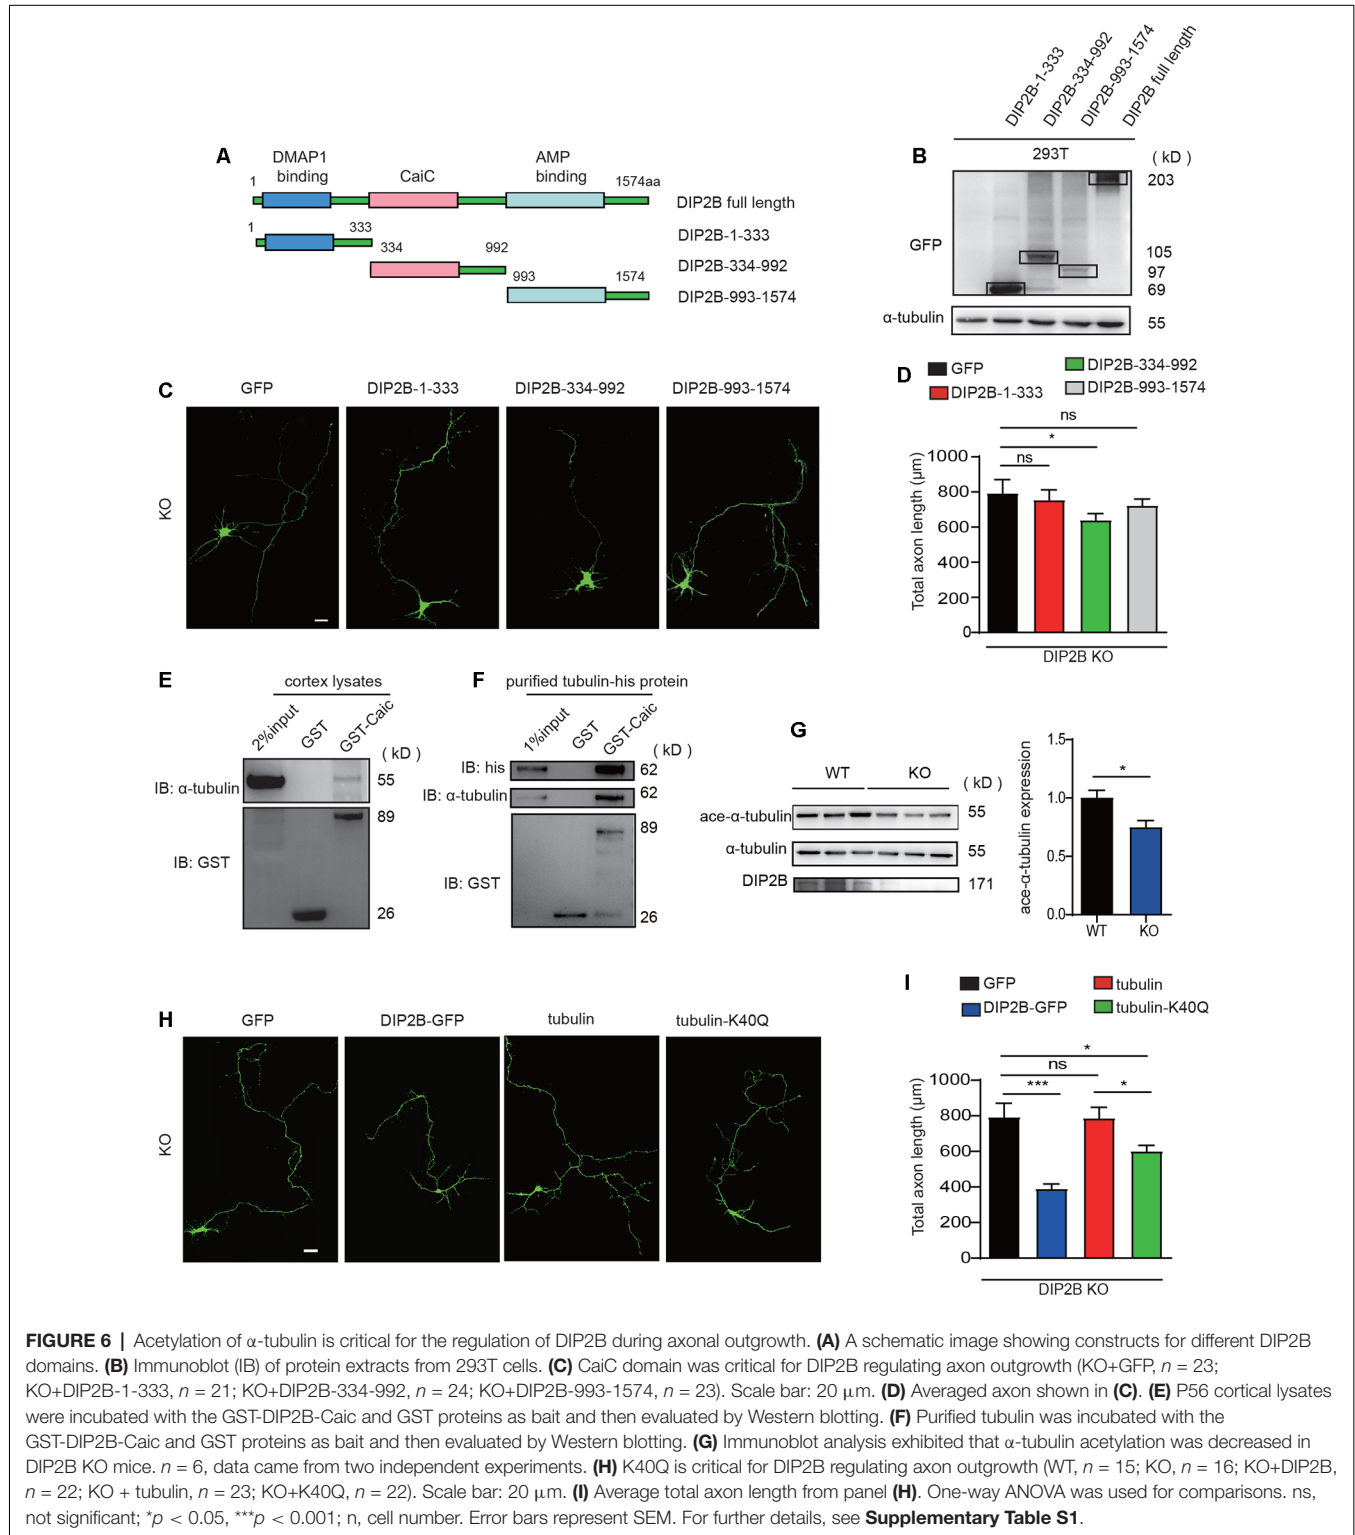 A
DMAP1 binding
CaiC
AMP binding
1
1574aa
DIP2B full length
1
333
DIP2B-1-333
334
992
DIP2B-334-992
993
1574
DIP2B-993-1574
B
DIP2B-1-333
DIP2B-334-992
DIP2B-993-1574
DIP2B full length
293T
( kD )
203
GFP
105
97
69
α-tubulin
55
C
GFP
DIP2B-1-333
DIP2B-334-992
DIP2B-993-1574
KO
D
GFP
DIP2B-334-992
DIP2B-1-333
DIP2B-993-1574
ns
*
ns
Total axon length (μm)
1000
800
600
400
200
0
DIP2B KO
E
cortex lysates
2%input
GST
GST-Caic
( kD )
IB: α-tubulin
55
89
IB: GST
26
F
purified tubulin-his protein
1%input
GST
GST-Caic
( kD )
IB: his
62
IB: α-tubulin
62
89
IB: GST
26
G
WT
KO
( kD )
ace-α-tubulin
55
α-tubulin
55
DIP2B
171
ace-α-tubulin expression
1.5
1.0
0.5
0.0
*
WT
KO
H
GFP
DIP2B-GFP
tubulin
tubulin-K40Q
KO
I
GFP
tubulin
DIP2B-GFP
tubulin-K40Q
*
ns
***
*
Total axon length (μm)
1000
800
600
400
200
0
DIP2B KO
FIGURE 6 | Acetylation of α-tubulin is critical for the regulation of DIP2B during axonal outgrowth. (A) A schematic image showing constructs for different DIP2B
domains. (B) Immunoblot (IB) of protein extracts from 293T cells. (C) CaiC domain was critical for DIP2B regulating axon outgrowth (KO+GFP, n = 23;
KO+DIP2B-1-333, n = 21; KO+DIP2B-334-992, n = 24; KO+DIP2B-993-1574, n = 23). Scale bar: 20 μm. (D) Averaged axon shown in (C). (E) P56 cortical lysates
were incubated with the GST-DIP2B-Caic and GST proteins as bait and then evaluated by Western blotting. (F) Purified tubulin was incubated with the
GST-DIP2B-Caic and GST proteins as bait and then evaluated by Western blotting. (G) Immunoblot analysis exhibited that α-tubulin acetylation was decreased in
DIP2B KO mice. n = 6, data came from two independent experiments. (H) K40Q is critical for DIP2B regulating axon outgrowth (WT, n = 15; KO, n = 16; KO+DIP2B,
n = 22; KO + tubulin, n = 23; KO+K40Q, n = 22). Scale bar: 20 μm. (I) Average total axon length from panel (H). One-way ANOVA was used for comparisons. ns,
not significant; *p < 0.05, ***p < 0.001; n, cell number. Error bars represent SEM. For further details, see Supplementary Table S1.